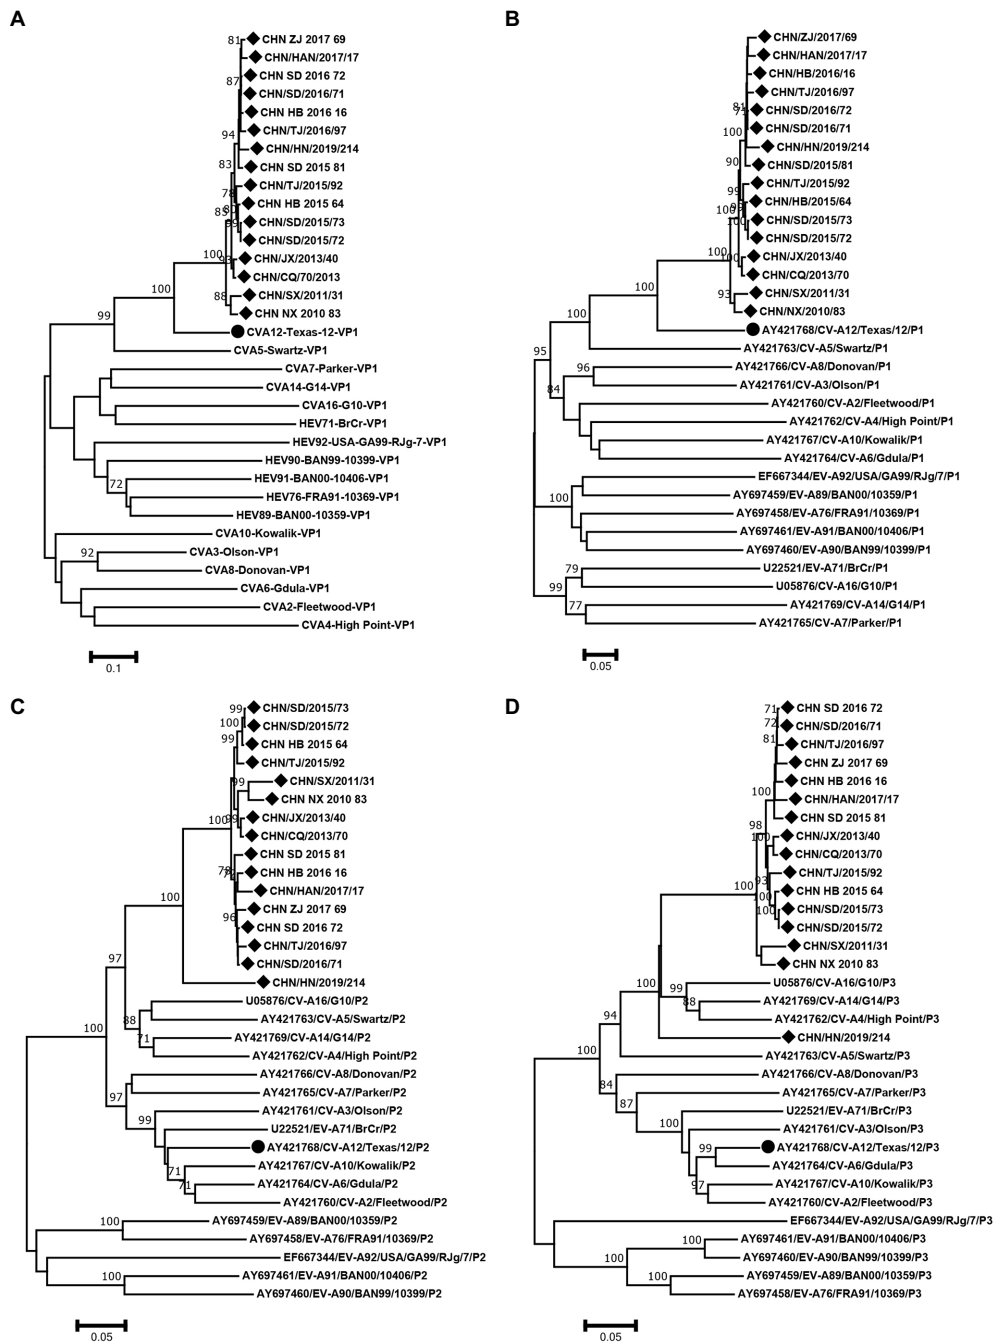 A
81
CHN ZJ 2017 69
CHN/HAN/2017/17
87
CHN SD 2016 72
CHN/SD/2016/71
CHN HB 2016 16
94
CHN/TJ/2016/97
CHN/HN/2019/214
83
CHN SD 2015 81
CHN/TJ/2015/92
78
CHN HB 2015 64
85
CHN/SD/2015/73
99
CHN/SD/2015/72
100
93
CHN/JX/2013/40
CHN/CQ/70/2013
88
CHN/SX/2011/31
CHN NX 2010 83
100
CVA12-Texas-12-VP1
99
CVA5-Swartz-VP1
CVA7-Parker-VP1
CVA14-G14-VP1
CVA16-G10-VP1
HEV71-BrCr-VP1
HEV92-USA-GA99-RJg-7-VP1
HEV90-BAN99-10399-VP1
72
HEV91-BAN00-10406-VP1
HEV76-FRA91-10369-VP1
HEV89-BAN00-10359-VP1
CVA10-Kowalik-VP1
92
CVA3-Olson-VP1
CVA8-Donovan-VP1
CVA6-Gdula-VP1
CVA2-Fleetwood-VP1
CVA4-High Point-VP1
0.1
B
CHN/ZJ/2017/69
CHN/HAN/2017/17
CHN/HB/2016/16
CHN/TJ/2016/97
81
CHN/SD/2016/72
CHN/SD/2016/71
100
CHN/HN/2019/214
90
CHN/SD/2015/81
CHN/TJ/2015/92
99
CHN/HB/2015/64
100
CHN/SD/2015/73
100
CHN/SD/2015/72
100
100
CHN/JX/2013/40
CHN/CQ/2013/70
93
CHN/SX/2011/31
CHN/NX/2010/83
100
AY421768/CV-A12/Texas/12/P1
100
AY421763/CV-A5/Swartz/P1
95
96
AY421766/CV-A8/Donovan/P1
AY421761/CV-A3/Olson/P1
84
AY421760/CV-A2/Fleetwood/P1
AY421762/CV-A4/High Point/P1
AY421767/CV-A10/Kowalik/P1
AY421764/CV-A6/Gdula/P1
EF667344/EV-A92/USA/GA99/RJg/7/P1
100
AY697459/EV-A89/BAN00/10359/P1
AY697458/EV-A76/FRA91/10369/P1
AY697461/EV-A91/BAN00/10406/P1
AY697460/EV-A90/BAN99/10399/P1
79
U22521/EV-A71/BrCr/P1
99
U05876/CV-A16/G10/P1
77
AY421769/CV-A14/G14/P1
AY421765/CV-A7/Parker/P1
0.05
C
99
CHN/SD/2015/73
100
CHN/SD/2015/72
99
CHN HB 2015 64
CHN/TJ/2015/92
99
CHN/SX/2011/31
CHN NX 2010 83
100
99
CHN/JX/2013/40
CHN/CQ/2013/70
CHN SD 2015 81
CHN HB 2016 16
CHN/HAN/2017/17
96
CHN ZJ 2017 69
CHN SD 2016 72
CHN/TJ/2016/97
CHN/SD/2016/71
100
CHN/HN/2019/214
97
U05876/CV-A16/G10/P2
88
AY421763/CV-A5/Swartz/P2
100
71
AY421769/CV-A14/G14/P2
AY421762/CV-A4/High Point/P2
AY421766/CV-A8/Donovan/P2
97
AY421765/CV-A7/Parker/P2
99
AY421761/CV-A3/Olson/P2
U22521/EV-A71/BrCr/P2
AY421768/CV-A12/Texas/12/P2
71
AY421767/CV-A10/Kowalik/P2
71
AY421764/CV-A6/Gdula/P2
AY421760/CV-A2/Fleetwood/P2
100
AY697459/EV-A89/BAN00/10359/P2
AY697458/EV-A76/FRA91/10369/P2
EF667344/EV-A92/USA/GA99/RJg/7/P2
100
AY697461/EV-A91/BAN00/10406/P2
AY697460/EV-A90/BAN99/10399/P2
0.05
D
71
CHN SD 2016 72
72
CHN/SD/2016/71
81
CHN/TJ/2016/97
CHN ZJ 2017 69
CHN HB 2016 16
100
CHN/HAN/2017/17
CHN SD 2015 81
98
100
CHN/JX/2013/40
CHN/CQ/2013/70
CHN/TJ/2015/92
93
CHN HB 2015 64
100
100
CHN/SD/2015/73
100
CHN/SD/2015/72
CHN/SX/2011/31
CHN NX 2010 83
100
99
U05876/CV-A16/G10/P3
88
AY421769/CV-A14/G14/P3
AY421762/CV-A4/High Point/P3
94
CHN/HN/2019/214
100
AY421763/CV-A5/Swartz/P3
AY421766/CV-A8/Donovan/P3
84
AY421765/CV-A7/Parker/P3
87
U22521/EV-A71/BrCr/P3
100
AY421761/CV-A3/Olson/P3
99
AY421768/CV-A12/Texas/12/P3
AY421764/CV-A6/Gdula/P3
97
AY421767/CV-A10/Kowalik/P3
AY421760/CV-A2/Fleetwood/P3
EF667344/EV-A92/USA/GA99/RJg/7/P3
100
AY697461/EV-A91/BAN00/10406/P3
AY697460/EV-A90/BAN99/10399/P3
100
AY697459/EV-A89/BAN00/10359/P3
AY697458/EV-A76/FRA91/10369/P3
0.05